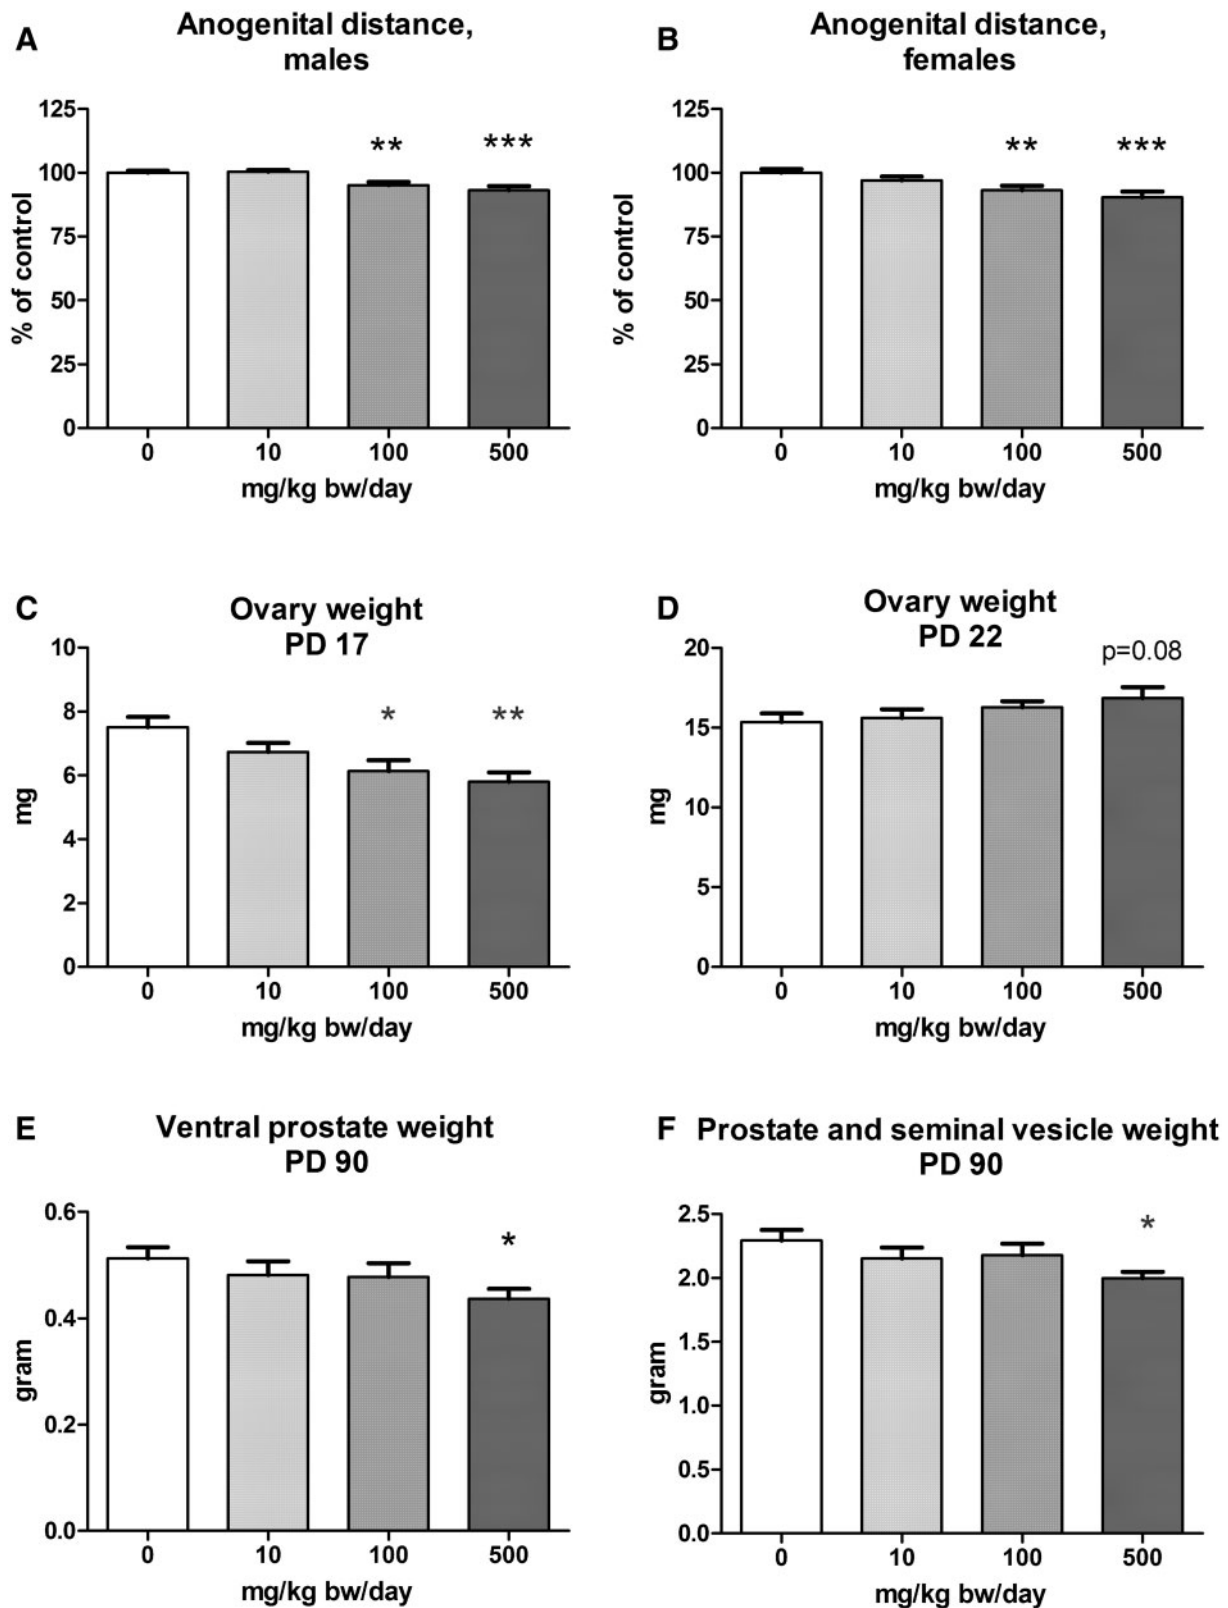 A
Anogenital distance,
males
125
100
75
50
25
0
% of control
**
***
0 10 100 500
mg/kg bw/day
B
Anogenital distance,
females
125
100
75
50
25
0
% of control
**
***
0 10 100 500
mg/kg bw/day
C
Ovary weight
PD 17
10
8
6
4
2
0
mg
*
**
0 10 100 500
mg/kg bw/day
D
Ovary weight
PD 22
20
15
10
5
0
mg
p=0.08
0 10 100 500
mg/kg bw/day
E
Ventral prostate weight
PD 90
0.6
0.4
0.2
0.0
gram
*
0 10 100 500
mg/kg bw/day
F
Prostate and seminal vesicle weight
PD 90
2.5
2.0
1.5
1.0
0.5
0.0
gram
*
0 10 100 500
mg/kg bw/day